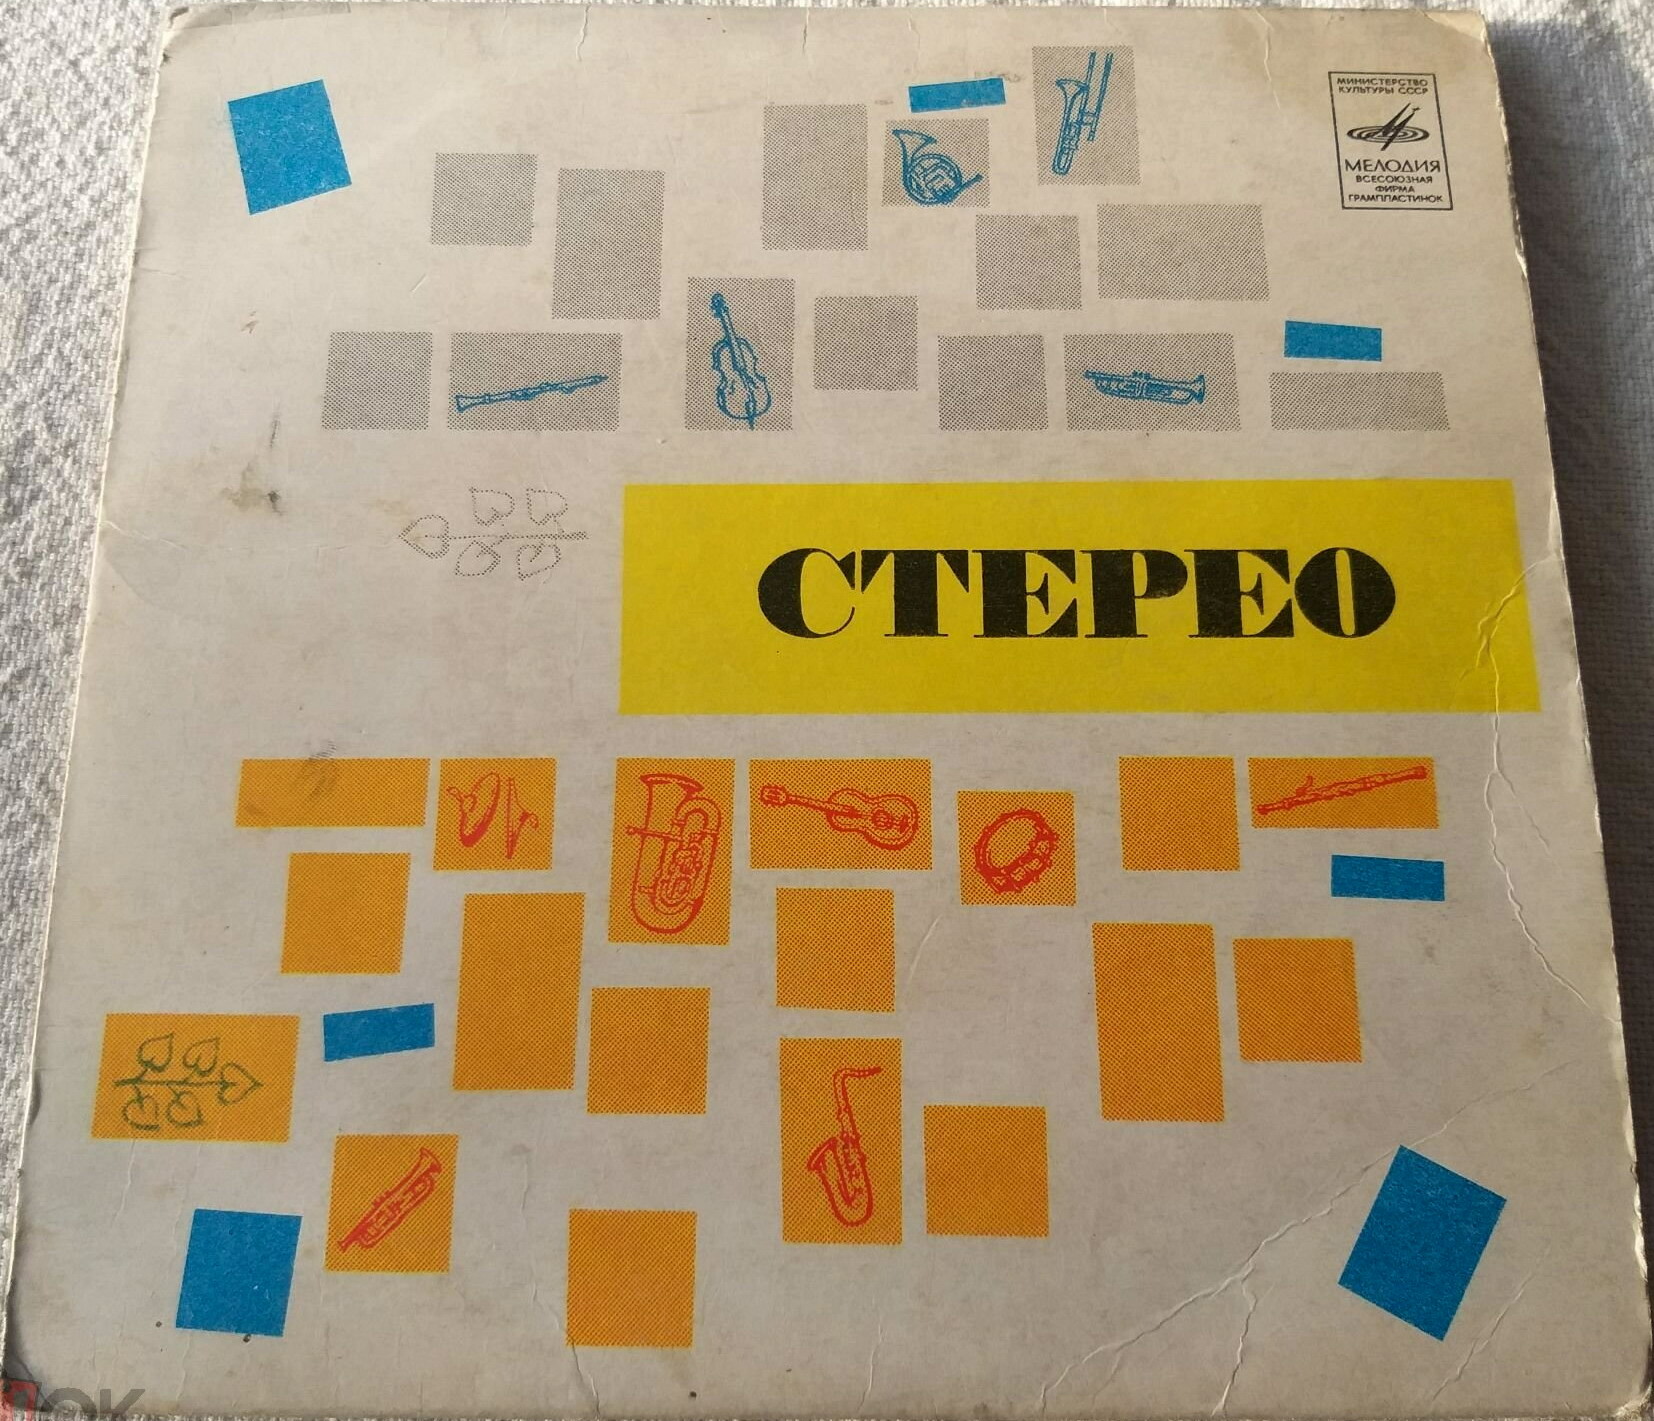 МИНИСТЕРСТВО
КУЛЬТУРЫ СССР
МЕЛОДИЯ
ВСЕСОЮЗНАЯ
ФИРМА
ГРАМПЛАСТИНОК
СТЕРЕО